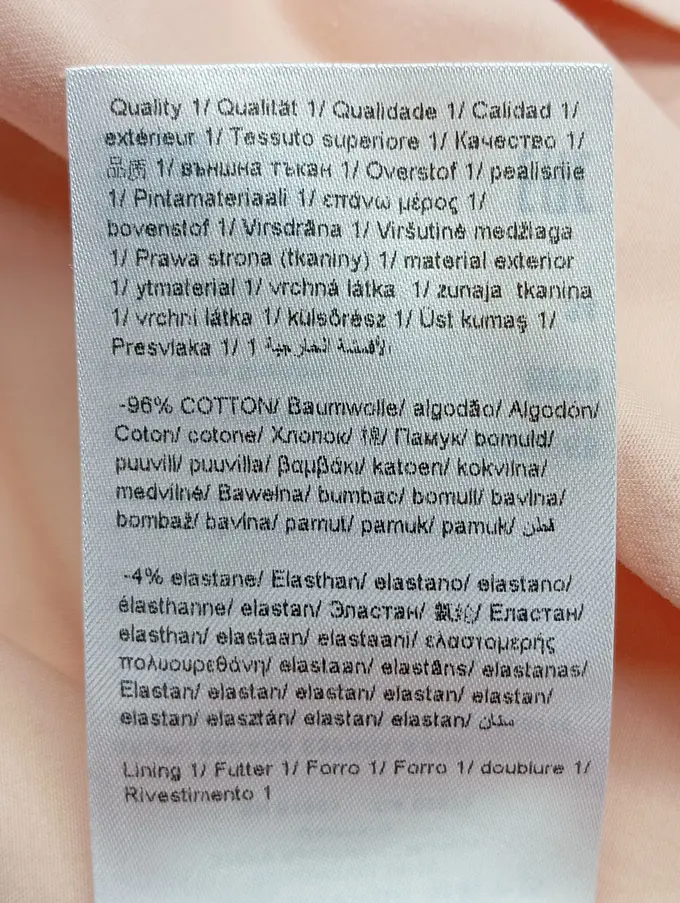 Quality 1/ Qualität 1/ Qualidade 1/ Calidad 1/
extérieur 1/ Tessuto superiore 1/ Качество 1/
品质 1/ външна тъкан 1/ Overstof 1/ pealisriie
1/ Pintamateriaali 1/ επάνω μέρος 1/
bovenstof 1/ Virsdrāna 1/ Viršutinė medžiaga
1/ Prawa strona (tkaniny) 1/ material exterior
1/ ytmaterial 1/ vrchná látka 1/ zunaja tkanina
1/ vrchní látka 1/ külsőrész 1/ Üst kumaş 1/
Presvlaka 1/ 1 الأقمشة الخارجية
-96% COTTON/ Baumwolle/ algodão/ Algodón/
Coton/ cotone/ Хлопок/ 棉/ Памук/ bomuld/
puuvill/ puuvilla/ βαμβάκι/ katoen/ kokvilna/
medvilnė/ Bawełna/ bumbac/ bomull/ bavlna/
bombaž/ bavlna/ pamut/ pamuk/ pamuk/ قطن
-4% elastane/ Elasthan/ elastano/ elastano/
élasthanne/ elastan/ Эластан/ Еластан/
elasthan/ elastaan/ elastaani/ ελαστομερής
πολυουρεθάνη/ elastaan/ elastāns/ elastanas/
Elastan/ elastan/ elastan/ elastan/ elastan/
elastan/ elasztán/ elastan/ elastan/
Lining 1/ Futter 1/ Forro 1/ Forro 1/ doublure 1/
Rivestimento 1